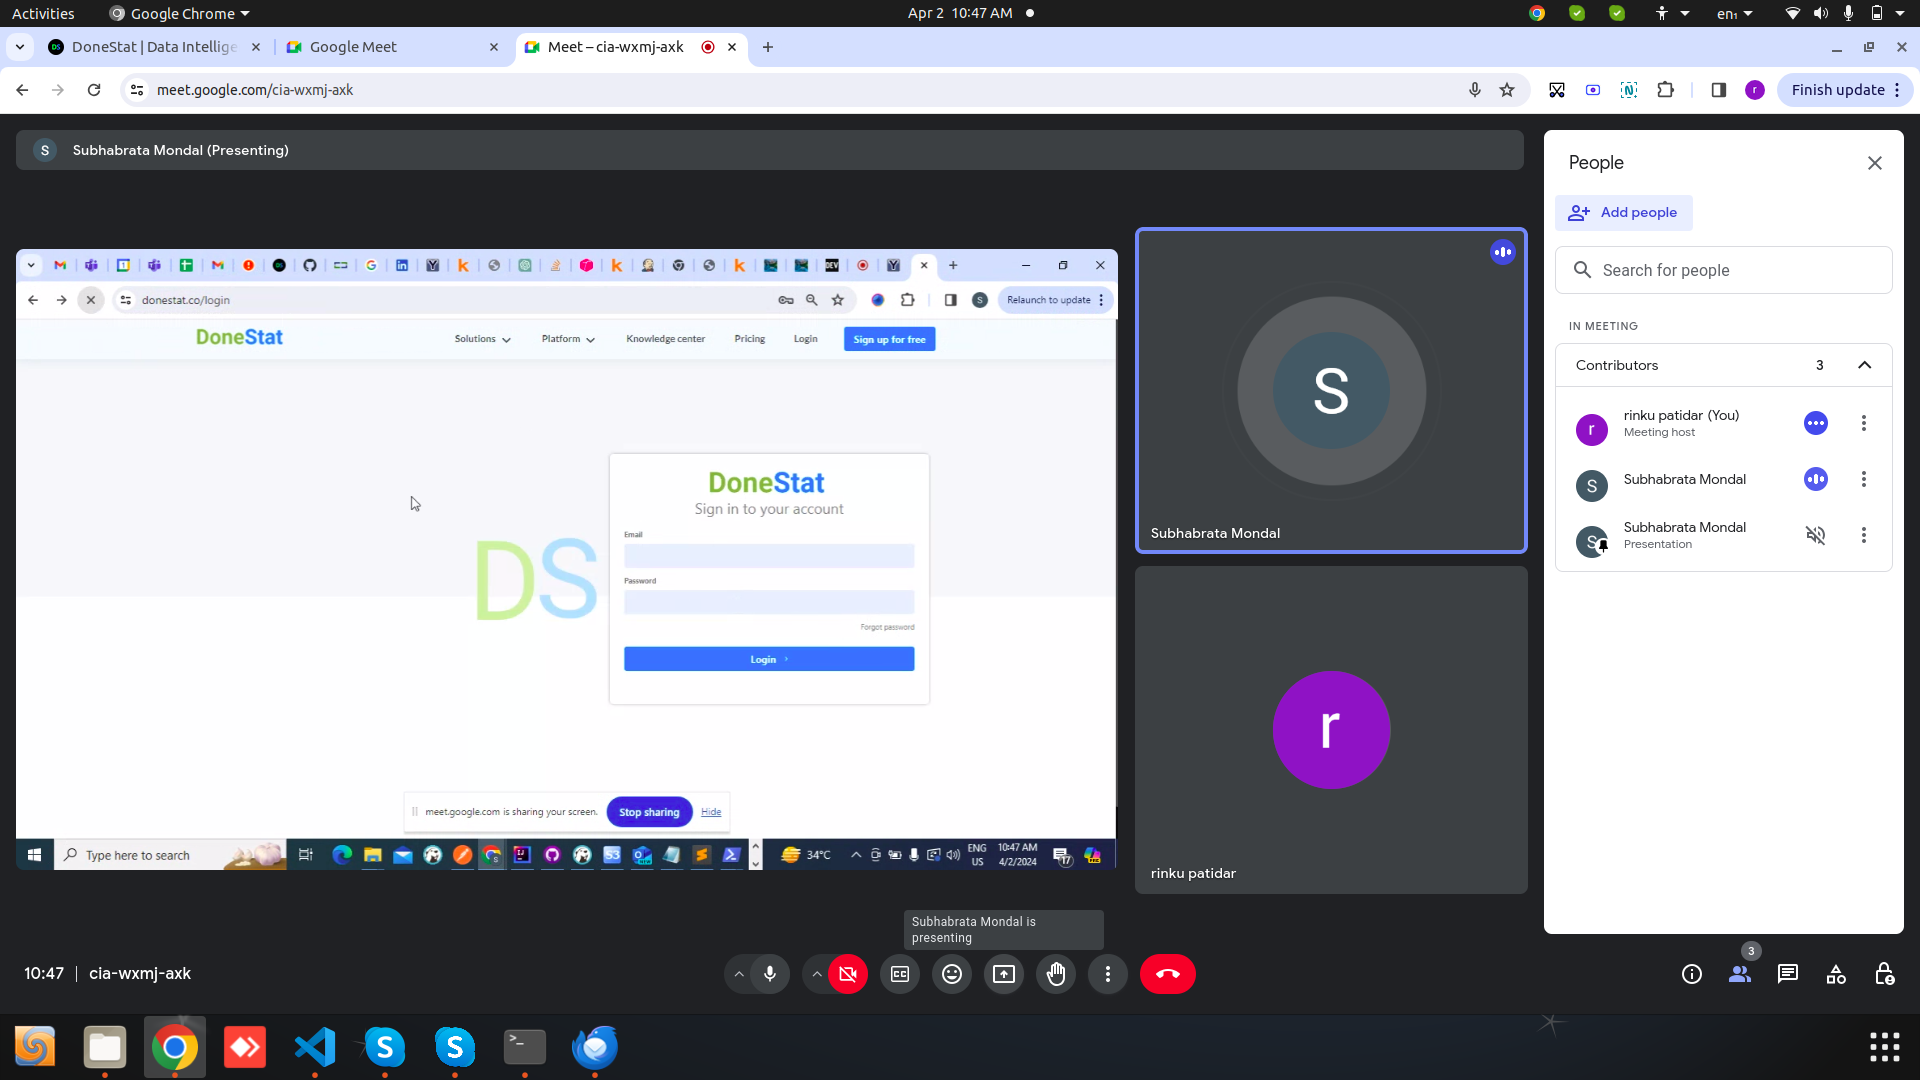 Activities
Google Chrome
Apr 2 10:47 AM
en₁
DoneStat | Data Intellige
Google Meet
Meet – cia-wxmj-axk
meet.google.com/cia-wxmj-axk
r
Finish update
S
Subhabrata Mondal (Presenting)
donestat.co/login
S
Relaunch to update
DoneStat
Solutions
Platform
Knowledge center
Pricing
Login
Sign up for free
DS
DoneStat
Sign in to your account
Email
Password
Forgot password
Login
meet.google.com is sharing your screen.
Stop sharing
Hide
Type here to search
34°C
ENG
US
10:47 AM
4/2/2024
17
S
Subhabrata Mondal
r
rinku patidar
People
Add people
Search for people
IN MEETING
Contributors
3
r
rinku patidar (You)
Meeting host
S
Subhabrata Mondal
S
Subhabrata Mondal
Presentation
Subhabrata Mondal is
presenting
10:47
cia-wxmj-axk
3